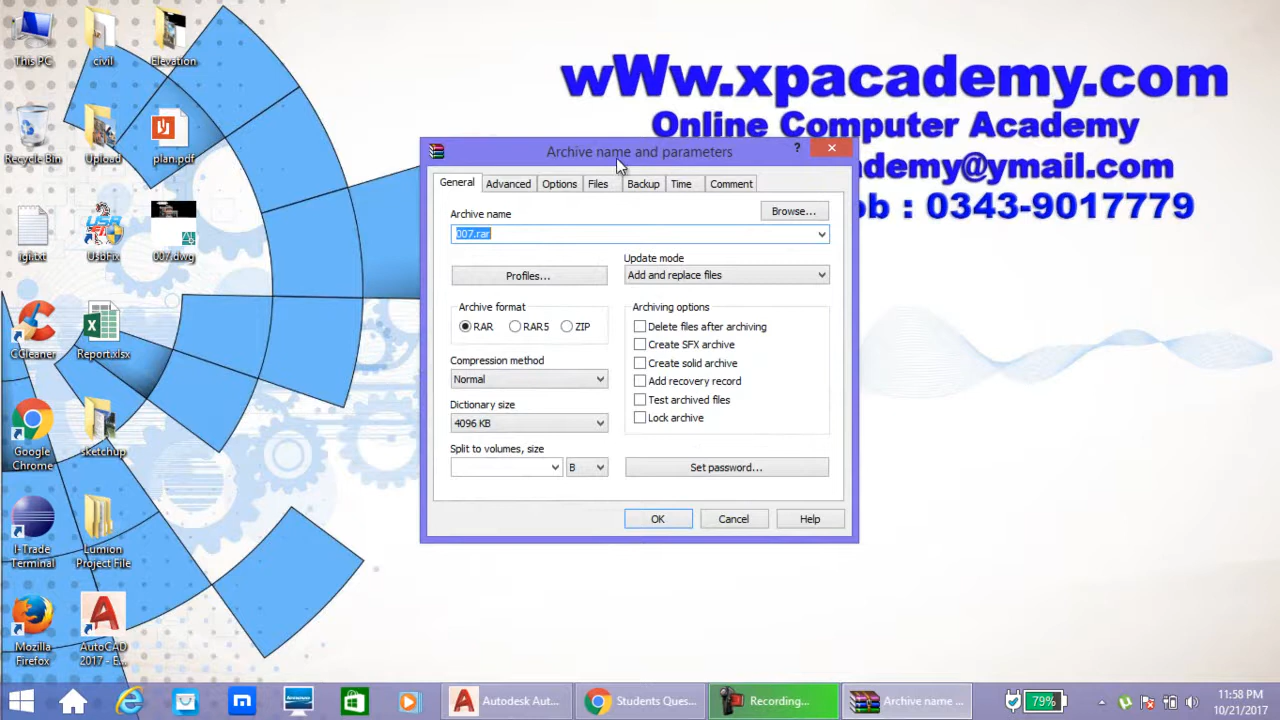 This PC
civil
Elevation
Recycle Bin
Upload
plan.pdf
UsbFix
007.dwg
CCleaner
Report.xlsx
Google
Chrome
sketchup
I-Trade
Terminal
Lumion
Project File
Mozilla
Firefox
AutoCAD
2017 - E...
wWw.xpacademy.com
Online Computer Academy
ademy@ymail.com
ob : 0343-9017779
Archive name and parameters
?
General
Advanced
Options
Files
Backup
Time
Comment
Archive name
Browse...
007.rar
Profiles...
Update mode
Add and replace files
Archive format
RAR
RAR5
ZIP
Archiving options
Delete files after archiving
Create SFX archive
Create solid archive
Add recovery record
Test archived files
Lock archive
Compression method
Normal
Dictionary size
4096 KB
Split to volumes, size
B
Set password...
OK
Cancel
Help
Autodesk Aut...
Students Ques...
Recording...
Archive name ...
79%
11:58 PM
10/21/2017